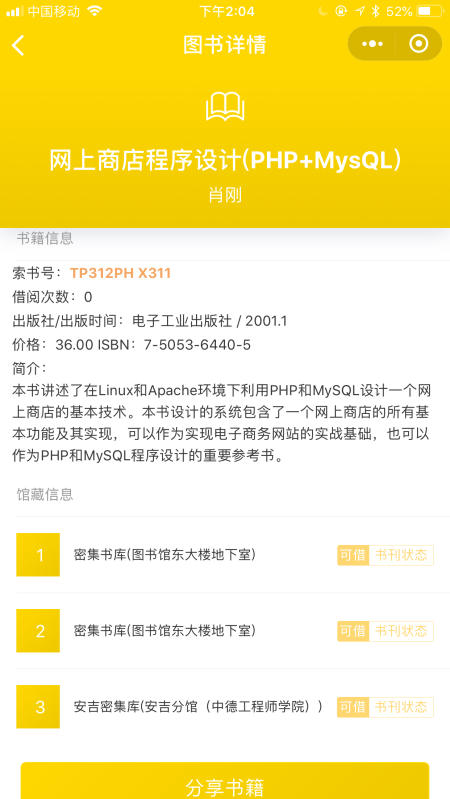 中国移动
下午2:04
52%
图书详情
网上商店程序设计(PHP+MysQL)
肖刚
书籍信息
索书号：TP312PH X311
借阅次数：0
出版社/出版时间：电子工业出版社 / 2001.1
价格：36.00 ISBN：7-5053-6440-5
简介：
本书讲述了在Linux和Apache环境下利用PHP和MySQL设计一个网
上商店的基本技术。本书设计的系统包含了一个网上商店的所有基
本功能及其实现，可以作为实现电子商务网站的实战基础，也可以
作为PHP和MySQL程序设计的重要参考书。
馆藏信息
1 密集书库(图书馆东大楼地下室) 可借 书刊状态
2 密集书库(图书馆东大楼地下室) 可借 书刊状态
3 安吉密集库(安吉分馆（中德工程师学院）) 可借 书刊状态
分享书籍